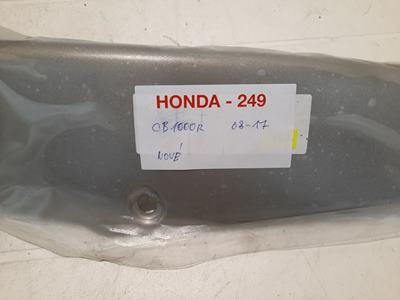 HONDA - 249
CB1000R 08-17
NOVÉ